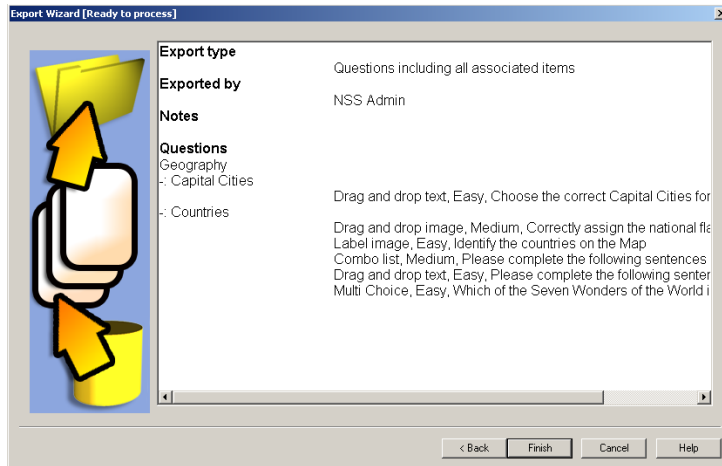 Export Wizard [Ready to process]
Export type
Questions including all associated items
Exported by
NSS Admin
Notes
Questions
Geography
-: Capital Cities
Drag and drop text, Easy, Choose the correct Capital Cities for
-: Countries
Drag and drop image, Medium, Correctly assign the national fla
Label image, Easy, Identify the countries on the Map
Combo list, Medium, Please complete the following sentences
Drag and drop text, Easy, Please complete the following senter
Multi Choice, Easy, Which of the Seven Wonders of the World i
< Back Finish Cancel Help